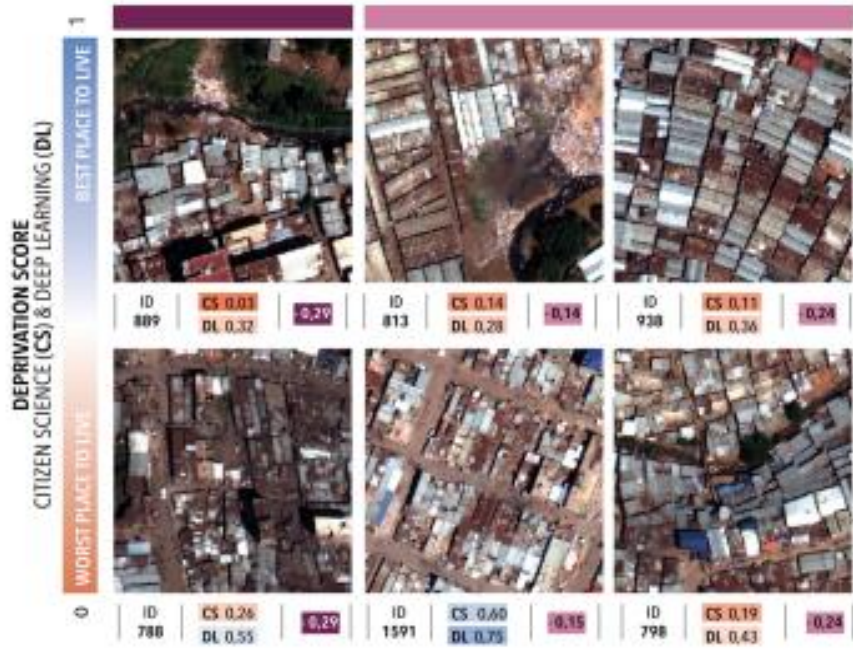 DEPRIVATION SCORE
CITIZEN SCIENCE (CS) & DEEP LEARNING (DL)
0
WORST PLACE TO LIVE
BEST PLACE TO LIVE
1
ID
889
CS 0,03
DL 0,32
-0,29
ID
813
CS 0,14
DL 0,28
-0,14
ID
938
CS 0,11
DL 0,36
-0,24
ID
788
CS 0,26
DL 0,55
-0,29
ID
1591
CS 0,60
DL 0,75
-0,15
ID
798
CS 0,19
DL 0,43
-0,24